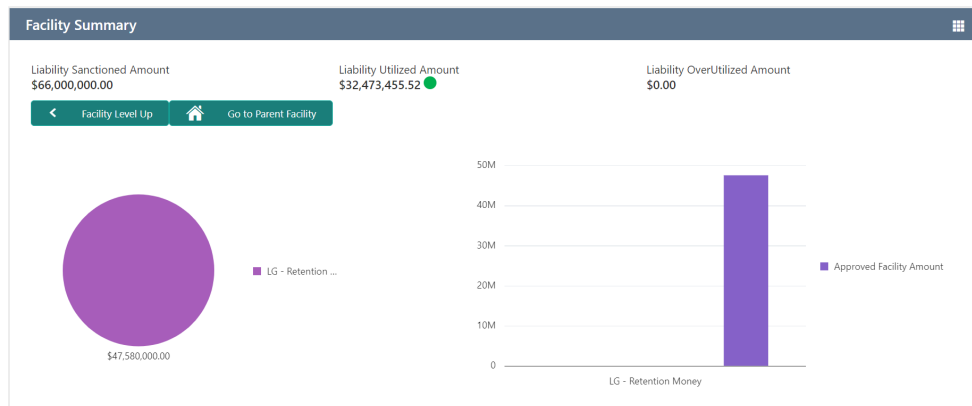 Facility Summary
Liability Sanctioned Amount
$66,000,000.00
Liability Utilized Amount
$32,473,455.52
Liability OverUtilized Amount
$0.00
Facility Level Up
Go to Parent Facility
LG - Retention ...
$47,580,000.00
50M
40M
30M
20M
10M
0
LG - Retention Money
Approved Facility Amount